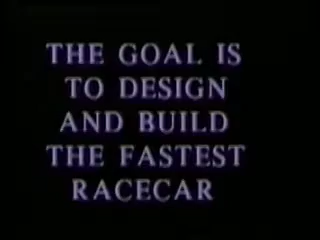 THE GOAL IS
TO DESIGN
AND BUILD
THE FASTEST
RACECAR